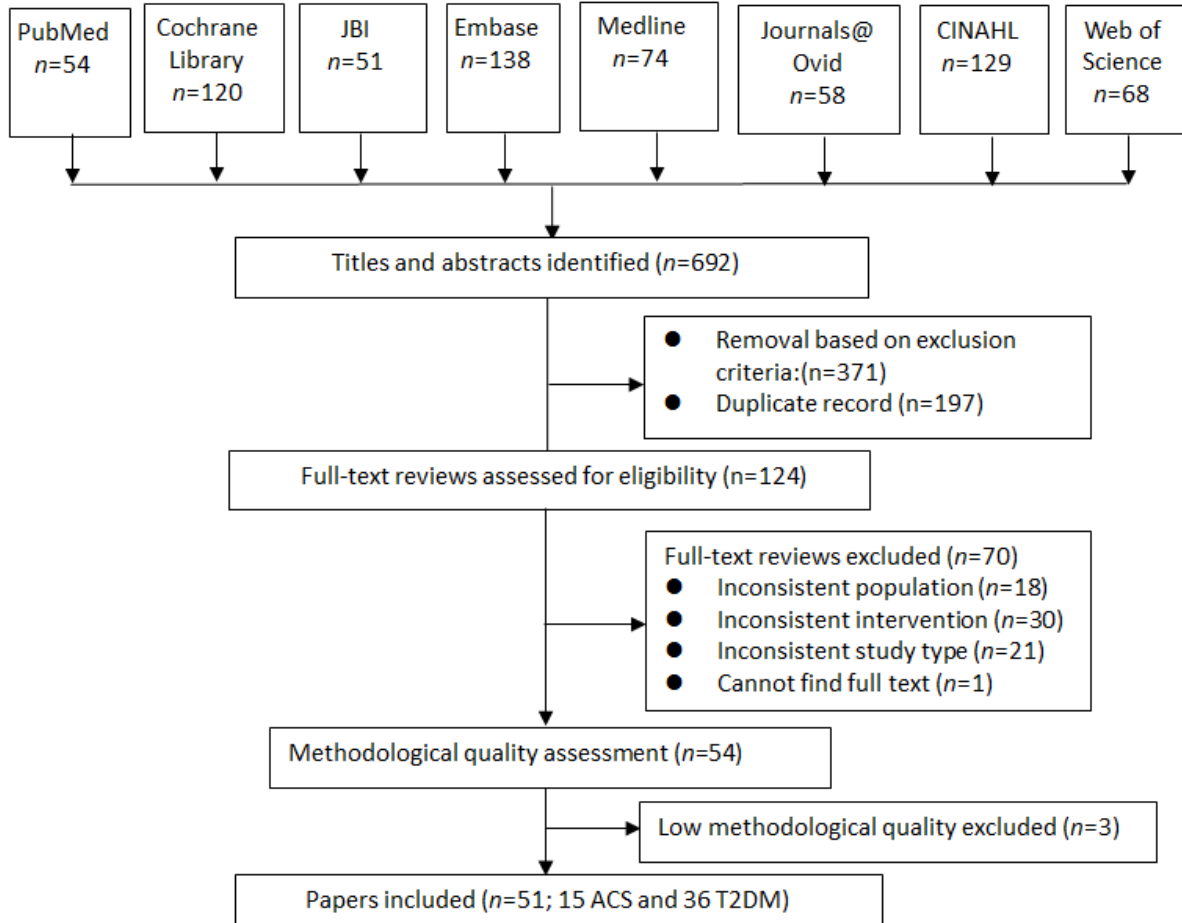 PubMed
n=54
Cochrane
Library
n=120
JBI
n=51
Embase
n=138
Medline
n=74
Journals@
Ovid
n=58
CINAHL
n=129
Web of
Science
n=68
Titles and abstracts identified (n=692)
● Removal based on exclusion
criteria:(n=371)
● Duplicate record (n=197)
Full-text reviews assessed for eligibility (n=124)
Full-text reviews excluded (n=70)
● Inconsistent population (n=18)
● Inconsistent intervention (n=30)
● Inconsistent study type (n=21)
● Cannot find full text (n=1)
Methodological quality assessment (n=54)
Low methodological quality excluded (n=3)
Papers included (n=51; 15 ACS and 36 T2DM)